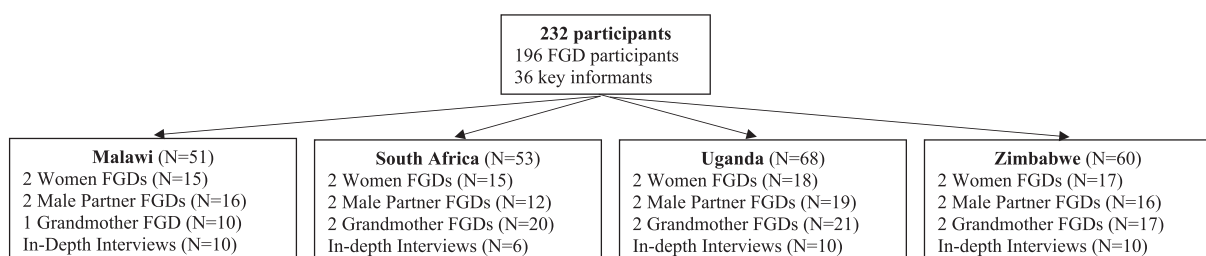 232 participants
196 FGD participants
36 key informants
Malawi (N=51)
2 Women FGDs (N=15)
2 Male Partner FGDs (N=16)
1 Grandmother FGD (N=10)
In-Depth Interviews (N=10)
South Africa (N=53)
2 Women FGDs (N=15)
2 Male Partner FGDs (N=12)
2 Grandmother FGDs (N=20)
In-depth Interviews (N=6)
Uganda (N=68)
2 Women FGDs (N=18)
2 Male Partner FGDs (N=19)
2 Grandmother FGDs (N=21)
In-depth Interviews (N=10)
Zimbabwe (N=60)
2 Women FGDs (N=17)
2 Male Partner FGDs (N=16)
2 Grandmother FGDs (N=17)
In-depth Interviews (N=10)